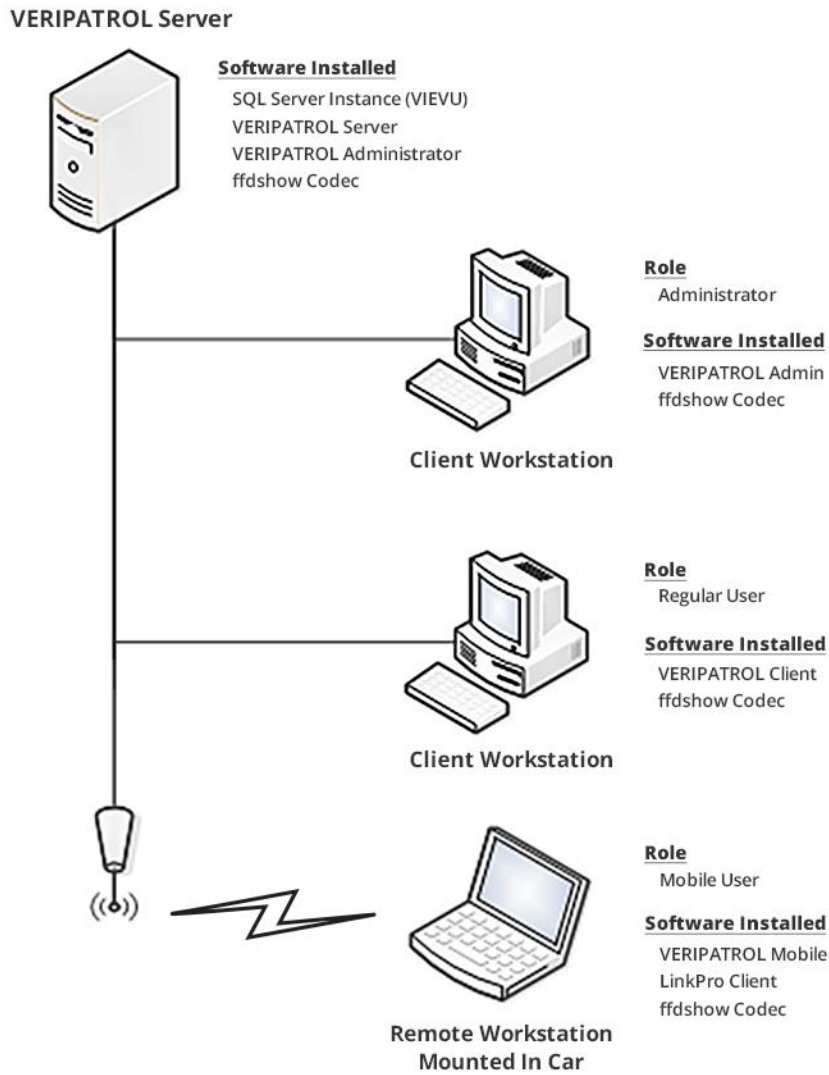 VERIPATROL Server
Software Installed
SQL Server Instance (VIEVU)
VERIPATROL Server
VERIPATROL Administrator
ffdshow Codec
Role
Administrator
Software Installed
VERIPATROL Admin
ffdshow Codec
Client Workstation
Role
Regular User
Software Installed
VERIPATROL Client
ffdshow Codec
Client Workstation
Role
Mobile User
Software Installed
VERIPATROL Mobile
LinkPro Client
ffdshow Codec
Remote Workstation
Mounted In Car